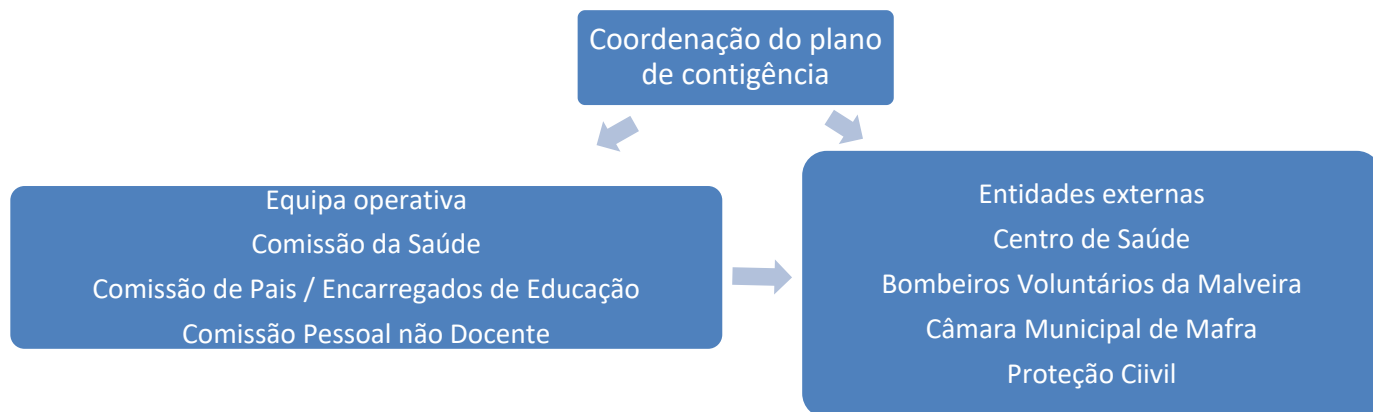 Coordenação do plano
de contigência
Equipa operativa
Comissão da Saúde
Comissão de Pais / Encarregados de Educação
Comissão Pessoal não Docente
Entidades externas
Centro de Saúde
Bombeiros Voluntários da Malveira
Câmara Municipal de Mafra
Proteção Ciivil